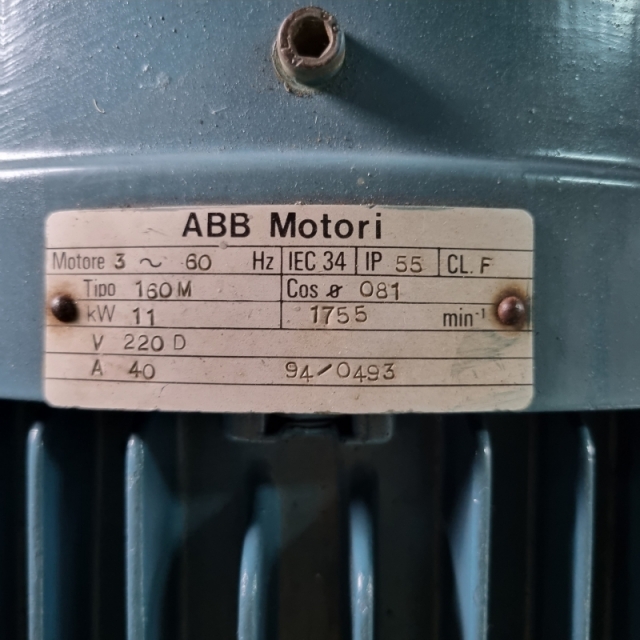 ABB Motori
Motore 3 ~ 60 Hz IEC 34 IP 55 CL. F
Tipo 160M Cos ø 081
kW 11 1755 min⁻¹
V 220 D
A 40 94/0493